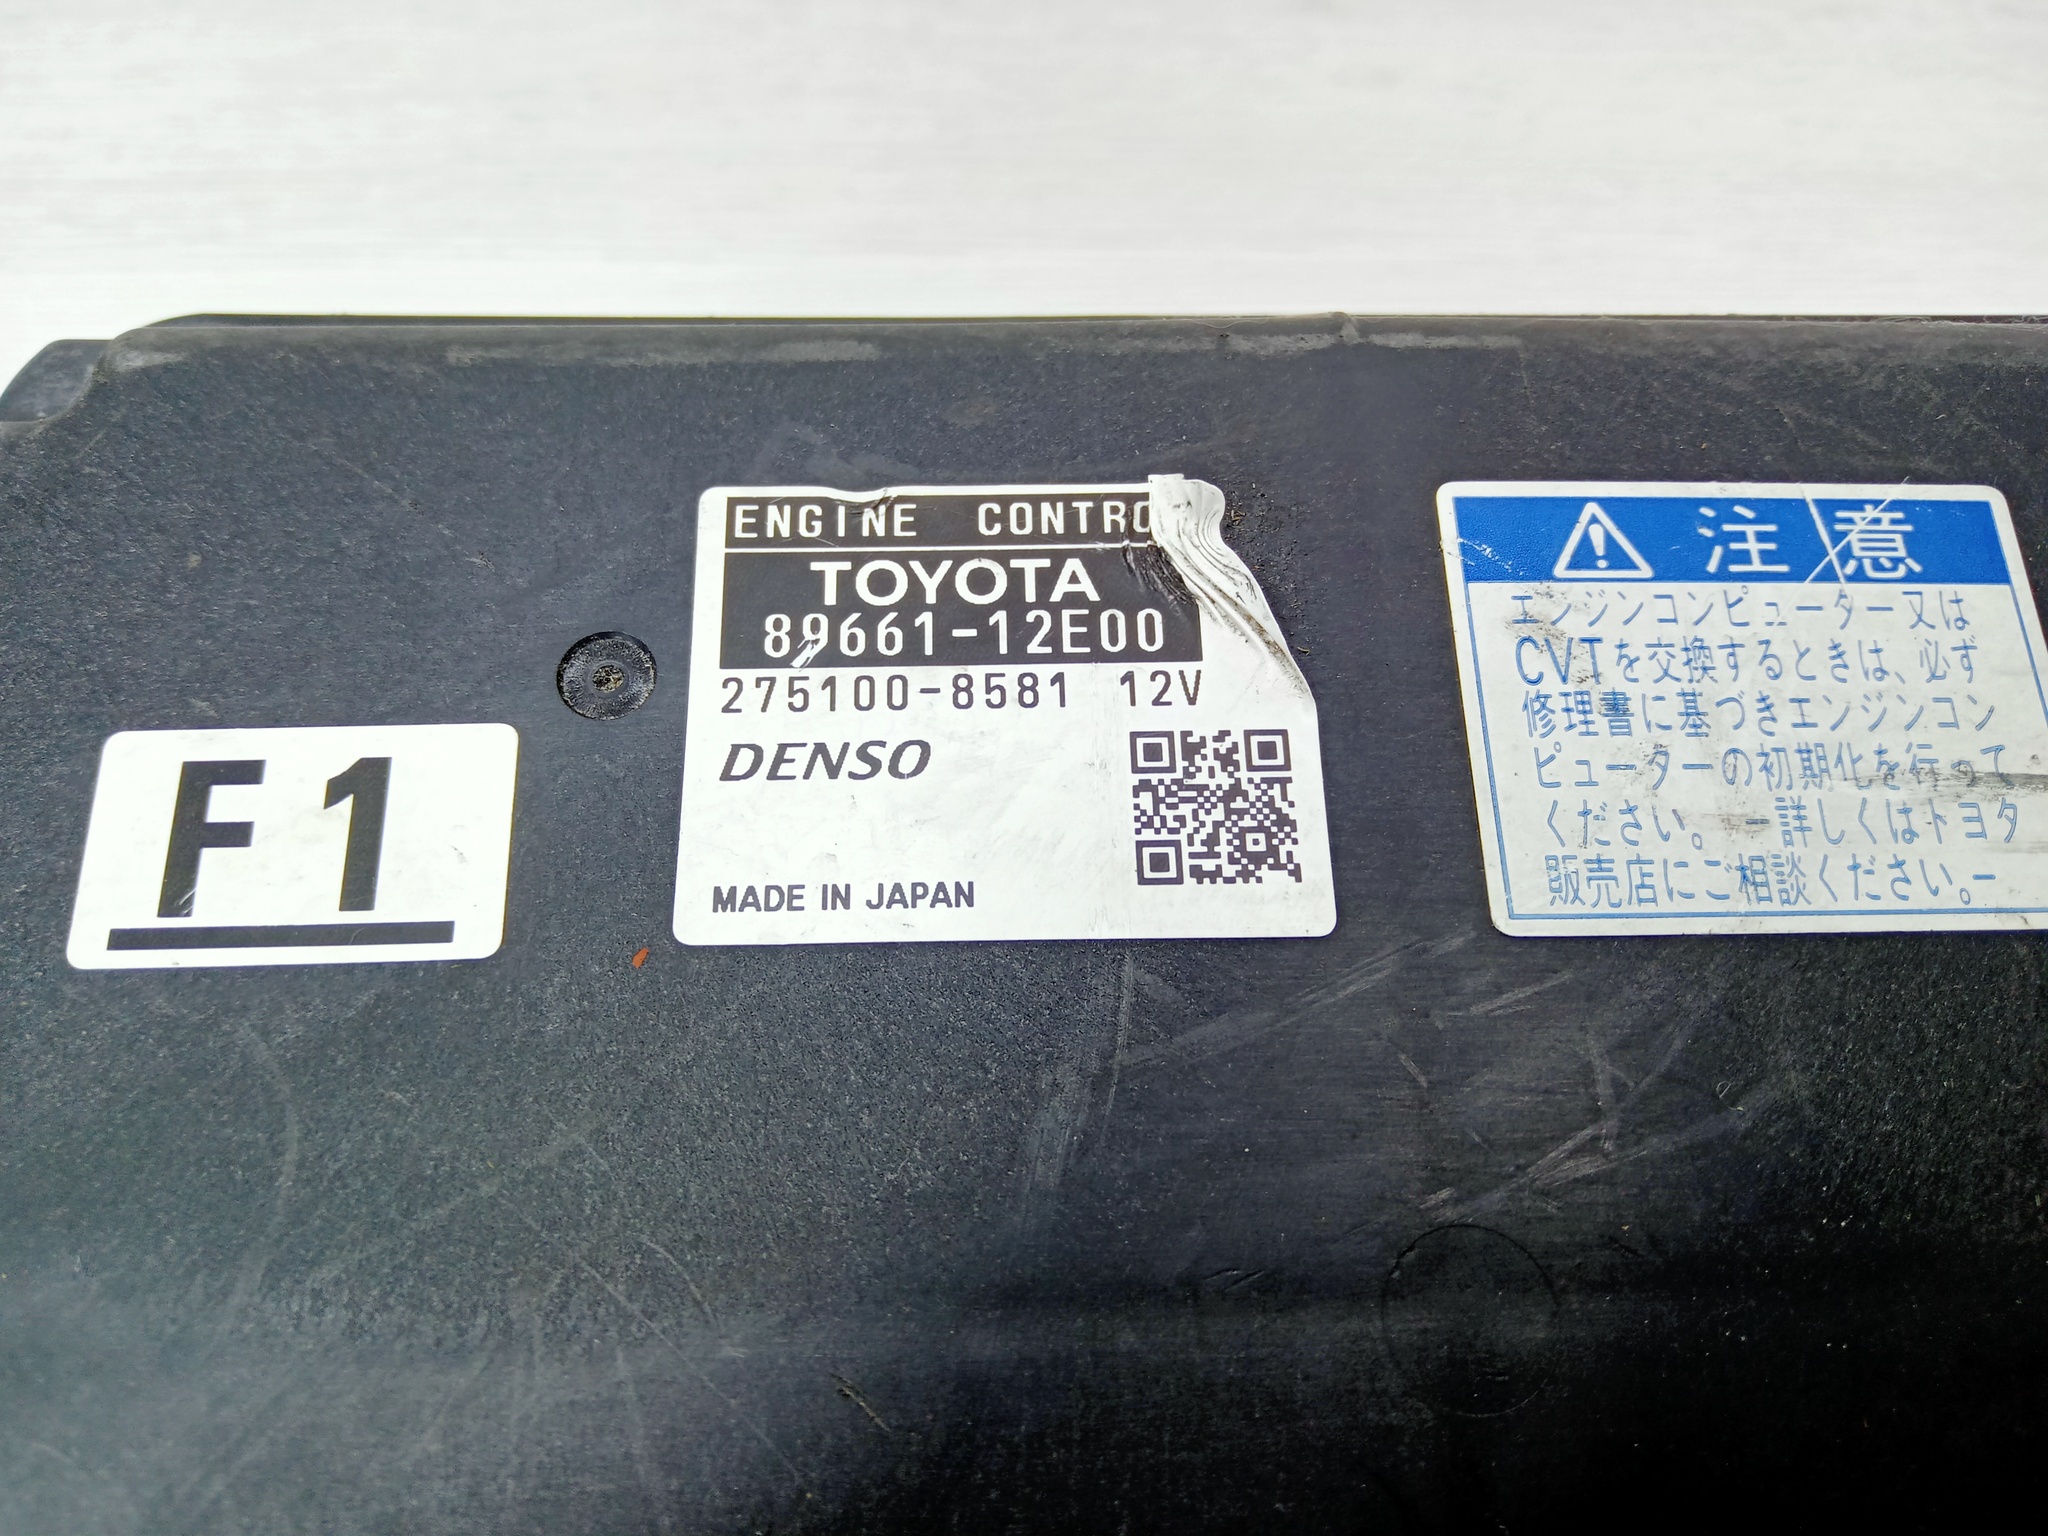 F1
ENGINE CONTRO
TOYOTA
89661-12E00
275100-8581 12V
DENSO
MADE IN JAPAN
注意
エンジンコンピューター又は
CVTを交換するときは、必ず
修理書に基づきエンジンコン
ピューターの初期化を行って
ください。 ー詳しくはトヨタ
販売店にご相談ください。ー